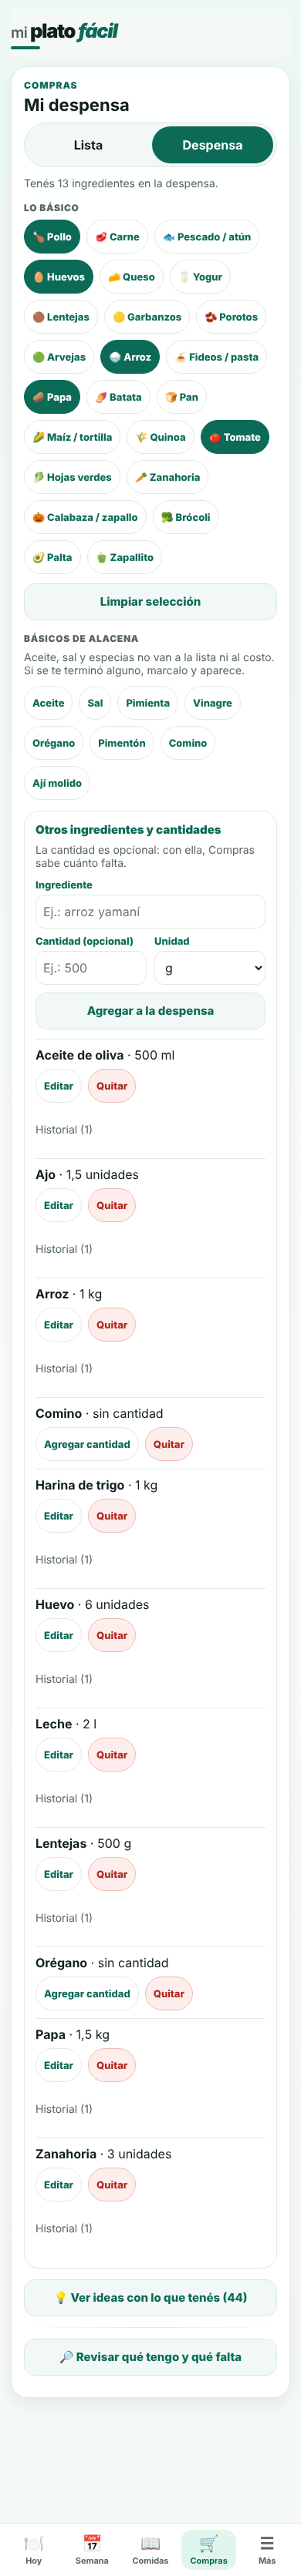 mi plato fácil
COMPRAS
Mi despensa
Lista
Despensa
Tenés 13 ingredientes en la despensa.
LO BÁSICO
🍗 Pollo
🥩 Carne
🐟 Pescado / atún
🥚 Huevos
🧀 Queso
🥛 Yogur
🟤 Lentejas
🟡 Garbanzos
🫘 Porotos
🟢 Arvejas
🍚 Arroz
🍝 Fideos / pasta
🥔 Papa
🍠 Batata
🍞 Pan
🌽 Maíz / tortilla
🌾 Quinoa
🍅 Tomate
🥬 Hojas verdes
🥕 Zanahoria
🎃 Calabaza / zapallo
🥦 Brócoli
🥑 Palta
🫑 Zapallito
Limpiar selección
BÁSICOS DE ALACENA
Aceite, sal y especias no van a la lista ni al costo.
Si se te terminó alguno, marcalo y aparece.
Aceite
Sal
Pimienta
Vinagre
Orégano
Pimentón
Comino
Ají molido
Otros ingredientes y cantidades
La cantidad es opcional: con ella, Compras
sabe cuánto falta.
Ingrediente
Ej.: arroz yamaní
Cantidad (opcional)
Unidad
Ej.: 500
g
Agregar a la despensa
Aceite de oliva · 500 ml
Editar
Quitar
Historial (1)
Ajo · 1,5 unidades
Editar
Quitar
Historial (1)
Arroz · 1 kg
Editar
Quitar
Historial (1)
Comino · sin cantidad
Agregar cantidad
Quitar
Harina de trigo · 1 kg
Editar
Quitar
Historial (1)
Huevo · 6 unidades
Editar
Quitar
Historial (1)
Leche · 2 l
Editar
Quitar
Historial (1)
Lentejas · 500 g
Editar
Quitar
Historial (1)
Orégano · sin cantidad
Agregar cantidad
Quitar
Papa · 1,5 kg
Editar
Quitar
Historial (1)
Zanahoria · 3 unidades
Editar
Quitar
Historial (1)
💡 Ver ideas con lo que tenés (44)
🔎 Revisar qué tengo y qué falta
Hoy
Semana
Comidas
Compras
Más